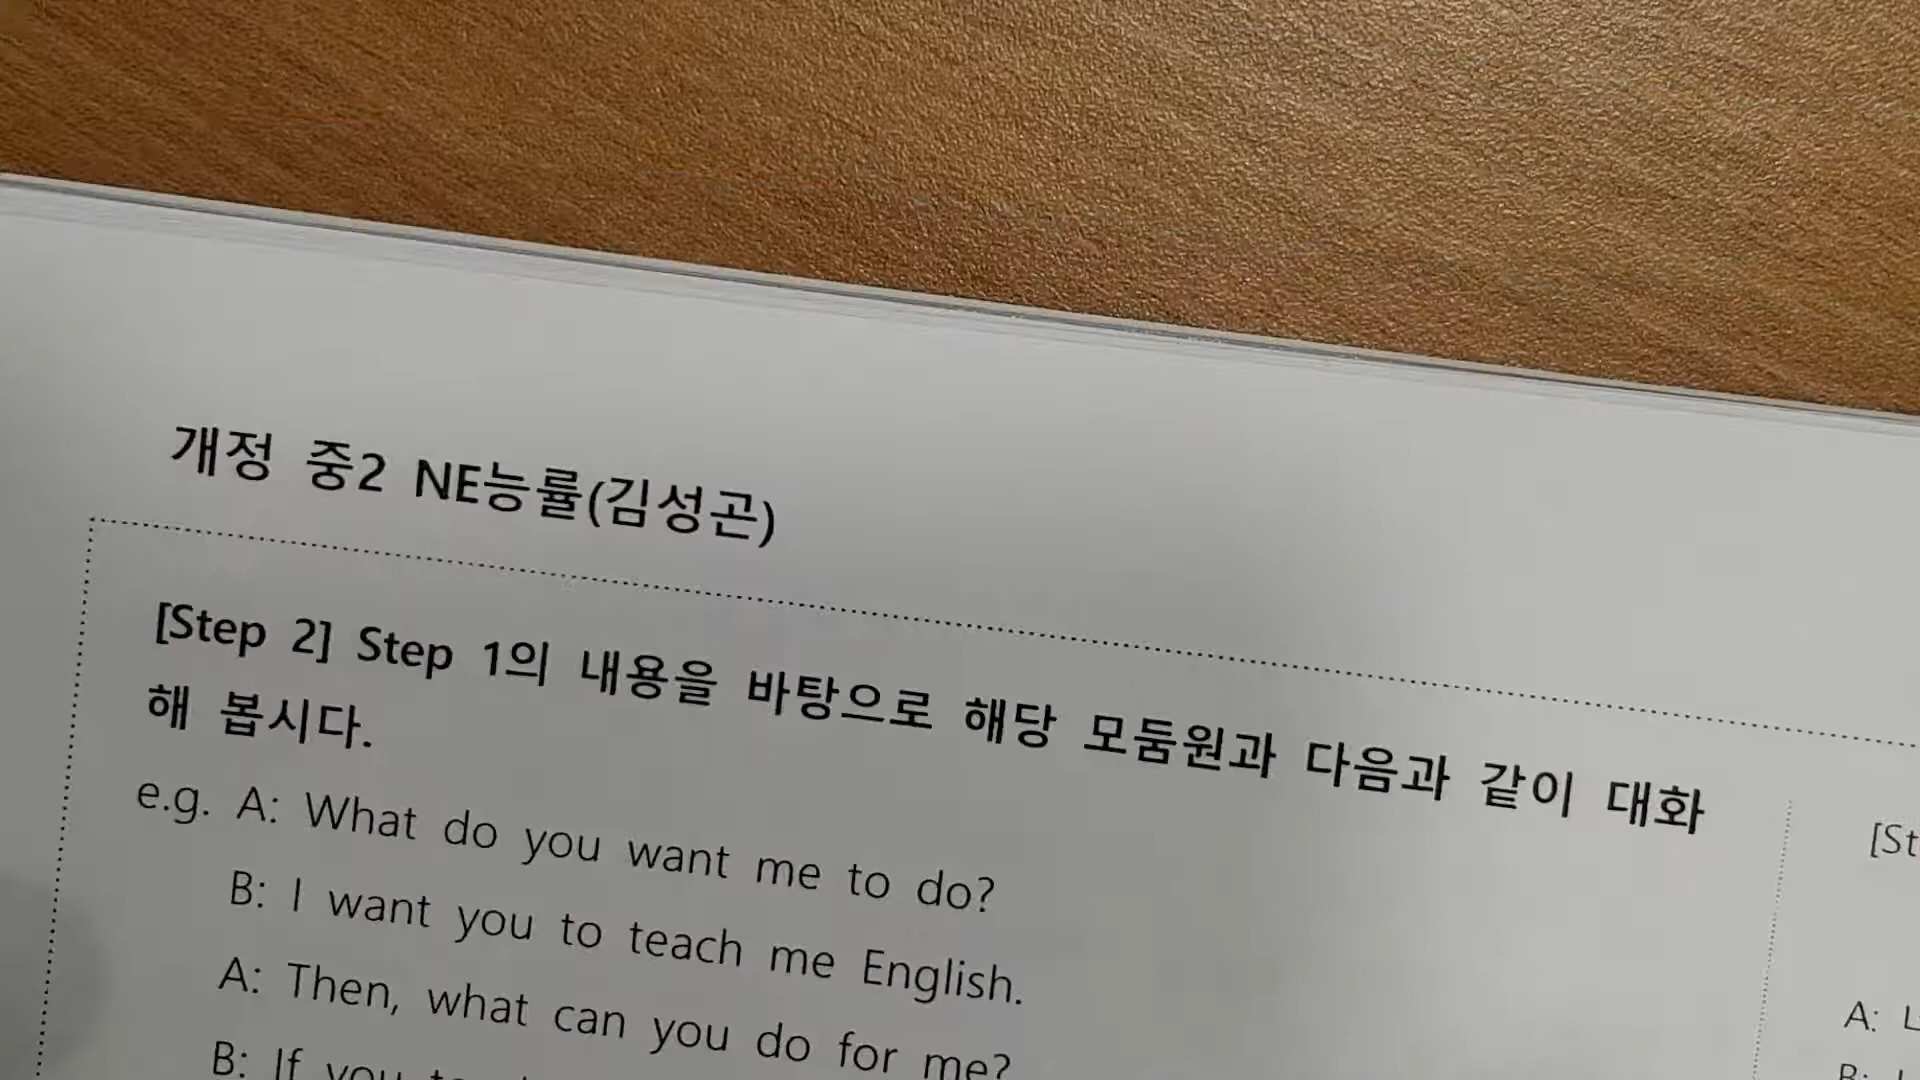 개정 중2 NE능률(김성곤)
[Step 2] Step 1의 내용을 바탕으로 해당 모둠원과 다음과 같이 대화
해 봅시다.
e.g. A: What do you want me to do?
B: I want you to teach me English.
A: Then, what can you do for me?
B: If you
A: